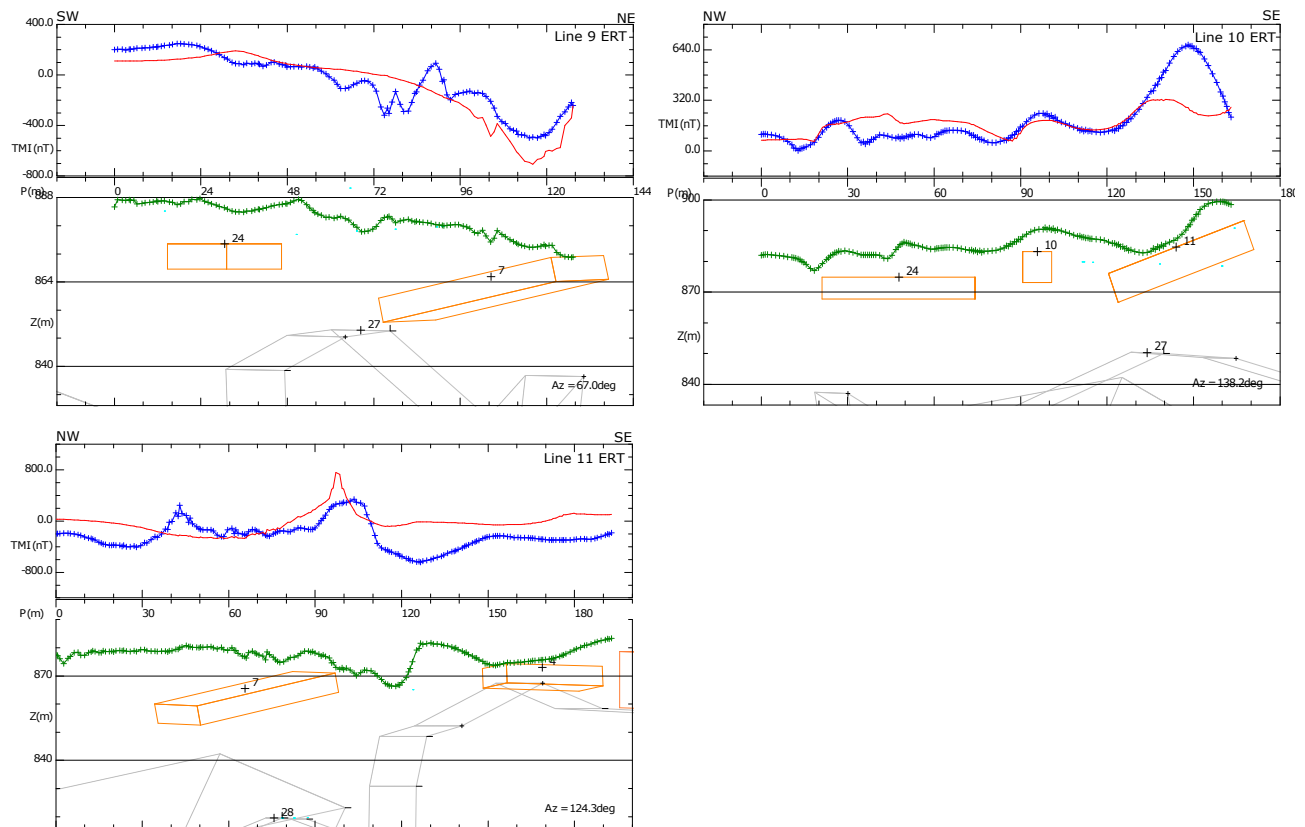 SW NE
400.0 Line 9 ERT
0.0
-400.0
TMI(nT)
-800.0
P(m) 0 24 48 72 96 120 144
888
24
7
864
Z(m)
27
840
Az=67.0deg
NW SE
Line 10 ERT
640.0
320.0
TMI(nT)
0.0
P(m) 0 30 60 90 120 150 180
900
10 11
24
870
Z(m)
27
840
Az=138.2deg
NW SE
Line 11 ERT
800.0
0.0
TMI(nT)
-800.0
P(m) 0 30 60 90 120 150 180
870
7
Z(m)
840
28
Az=124.3deg